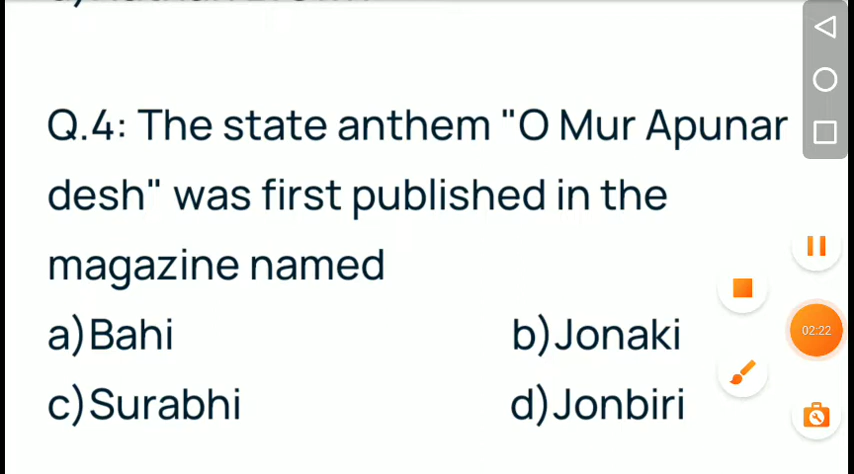 Q.4: The state anthem "O Mur Apunar
desh" was first published in the
magazine named
a)Bahi b)Jonaki
c)Surabhi d)Jonbiri
02:22